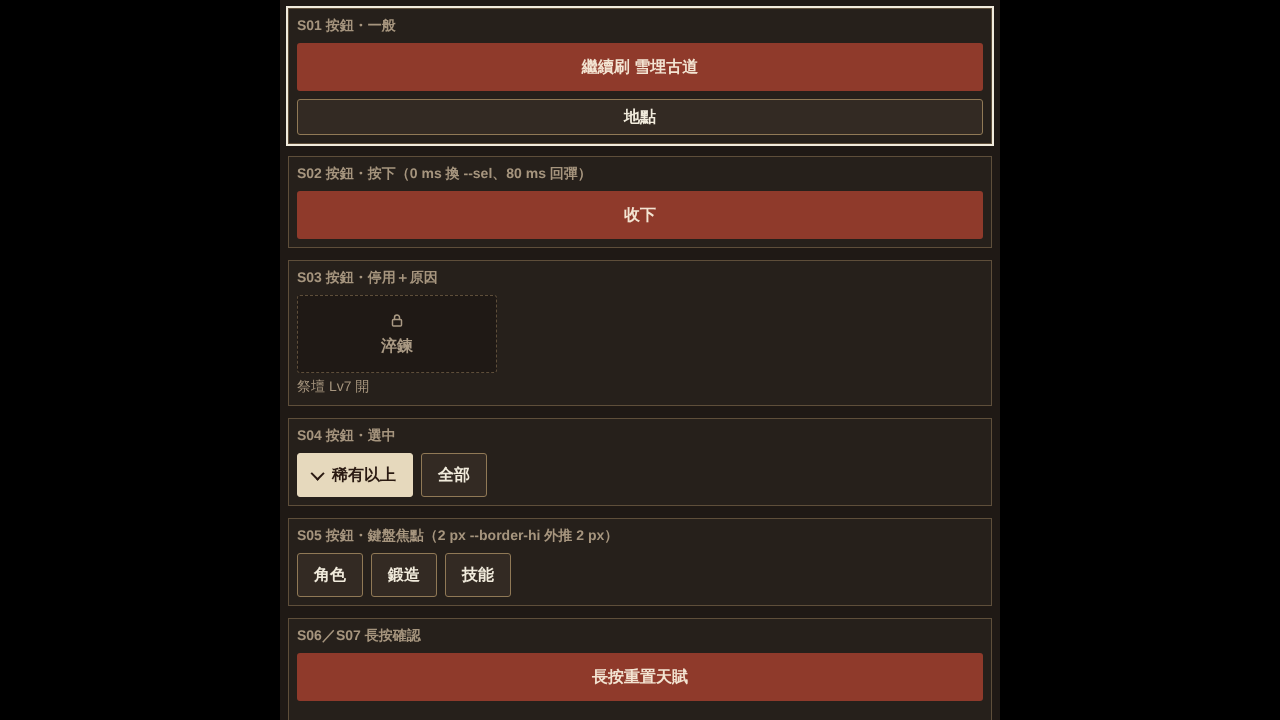 S01 按鈕・一般
繼續刷 雪埋古道
地點
S02 按鈕・按下（0 ms 換 --sel、80 ms 回彈）
收下
S03 按鈕・停用＋原因
淬鍊
祭壇 Lv7 開
S04 按鈕・選中
稀有以上
全部
S05 按鈕・鍵盤焦點（2 px --border-hi 外推 2 px）
角色
鍛造
技能
S06／S07 長按確認
長按重置天賦